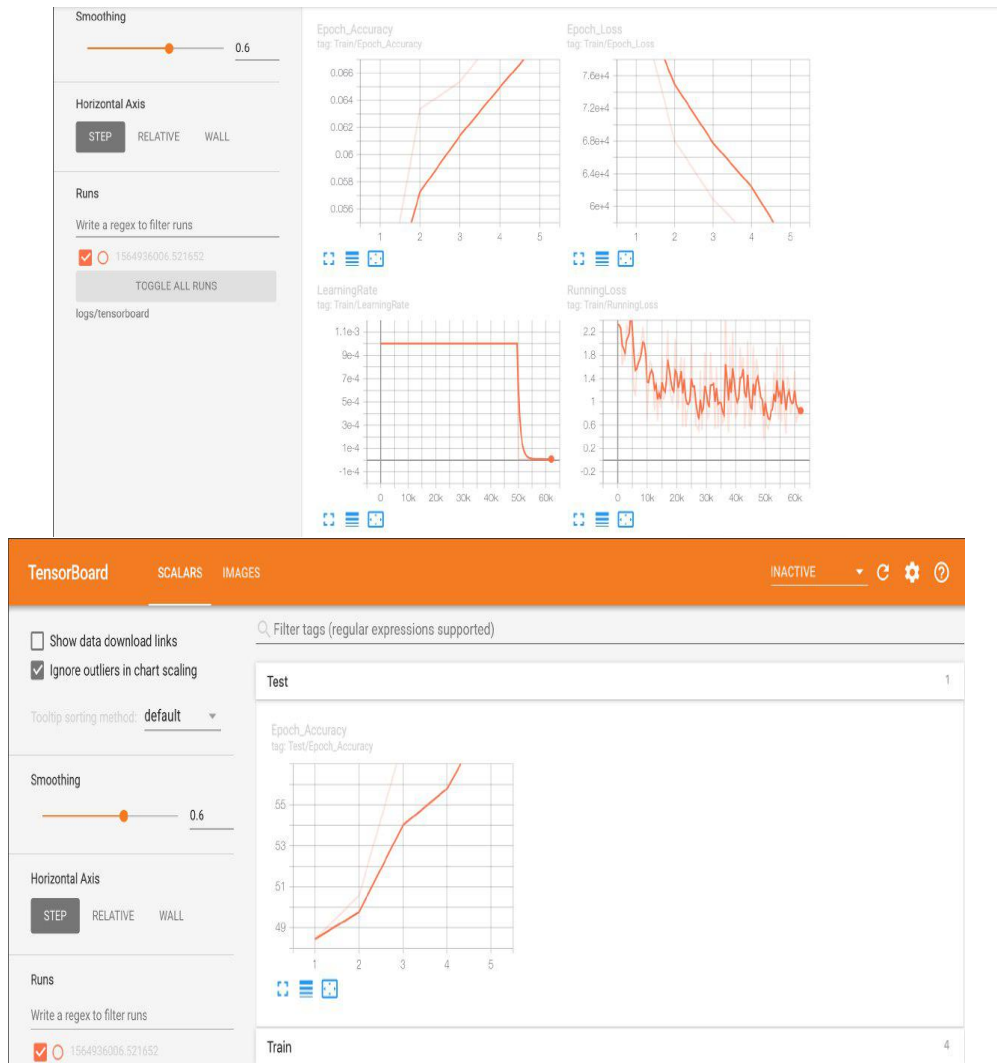 Smoothing
0.6
Horizontal Axis
STEP RELATIVE WALL
Runs
Write a regex to filter runs
1564936006.521652
TOGGLE ALL RUNS
logs/tensorboard
Epoch_Accuracy
tag: Train/Epoch_Accuracy
0.066
0.064
0.062
0.06
0.058
0.056
1 2 3 4 5
Epoch_Loss
tag: Train/Epoch_Loss
7.6e+4
7.2e+4
6.8e+4
6.4e+4
6e+4
1 2 3 4 5
LearningRate
tag: Train/LearningRate
1.1e-3
9e-4
7e-4
5e-4
3e-4
1e-4
-1e-4
0 10k 20k 30k 40k 50k 60k
RunningLoss
tag: Train/RunningLoss
2.2
1.8
1.4
1
0.6
0.2
-0.2
0 10k 20k 30k 40k 50k 60k
TensorBoard SCALARS IMAGES INACTIVE
Show data download links
Ignore outliers in chart scaling
Tooltip sorting method: default
Smoothing
0.6
Horizontal Axis
STEP RELATIVE WALL
Runs
Write a regex to filter runs
1564936006.521652
Filter tags (regular expressions supported)
Test 1
Epoch_Accuracy
tag: Test/Epoch_Accuracy
55
53
51
49
1 2 3 4 5
Train 4